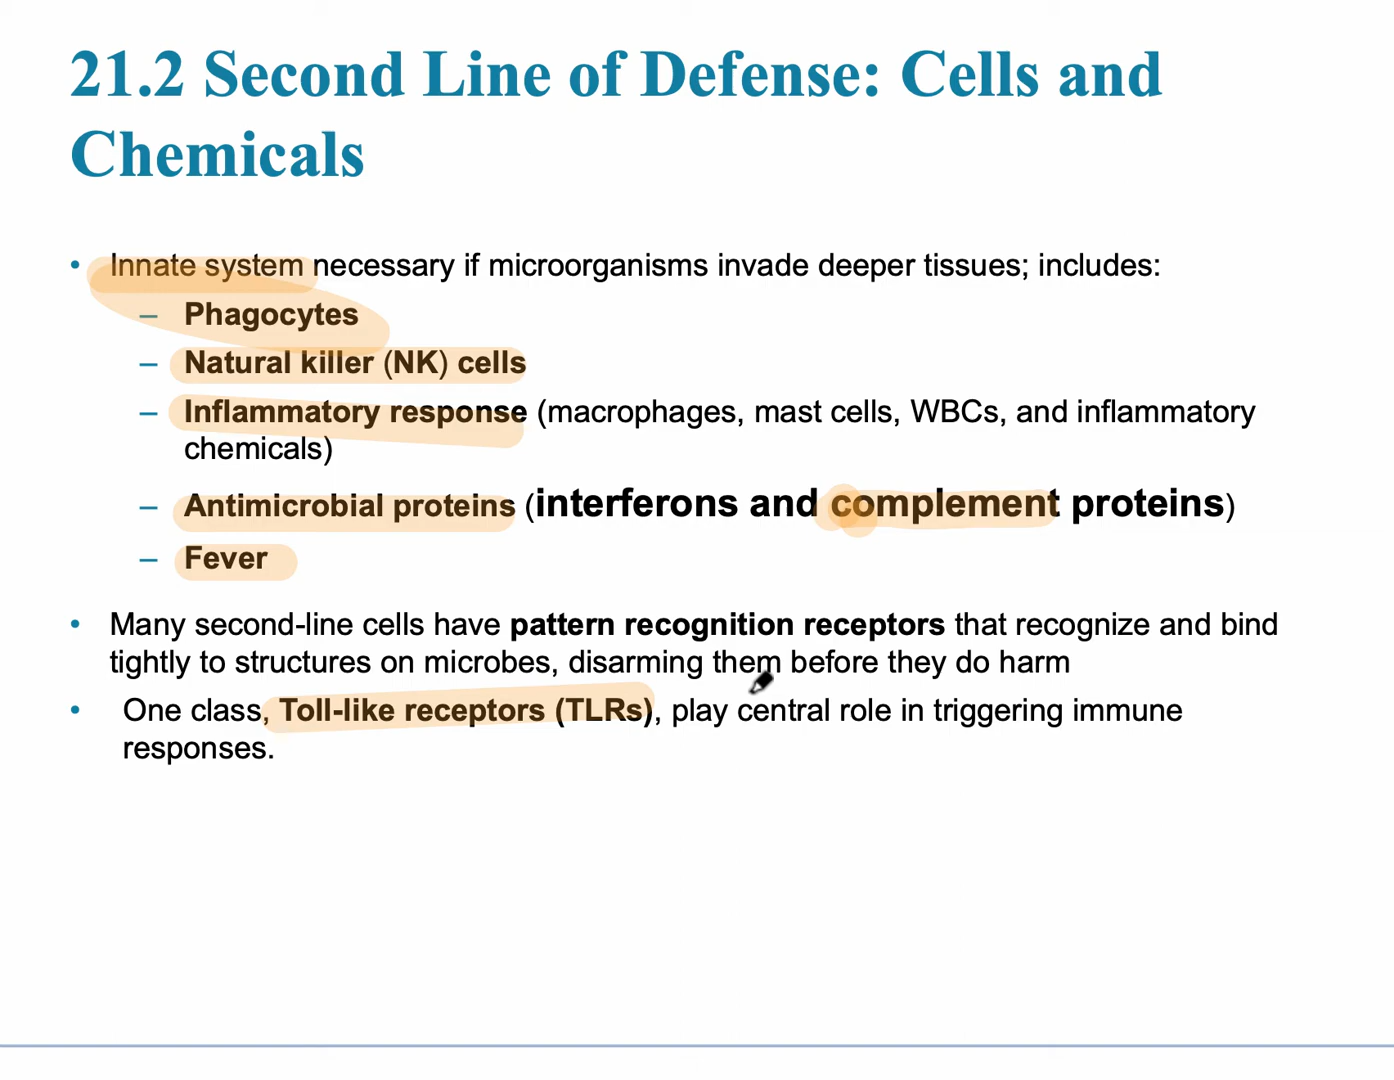 21.2 Second Line of Defense: Cells and
Chemicals
• Innate system necessary if microorganisms invade deeper tissues; includes:
– Phagocytes
– Natural killer (NK) cells
– Inflammatory response (macrophages, mast cells, WBCs, and inflammatory
chemicals)
– Antimicrobial proteins (interferons and complement proteins)
– Fever
• Many second-line cells have pattern recognition receptors that recognize and bind
tightly to structures on microbes, disarming them before they do harm
• One class, Toll-like receptors (TLRs), play central role in triggering immune
responses.